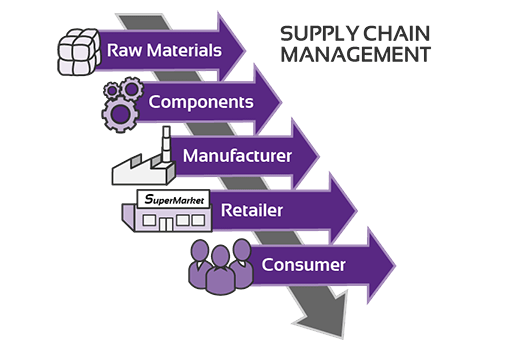 SUPPLY CHAIN
MANAGEMENT
Raw Materials
Components
Manufacturer
SuperMarket
Retailer
Consumer